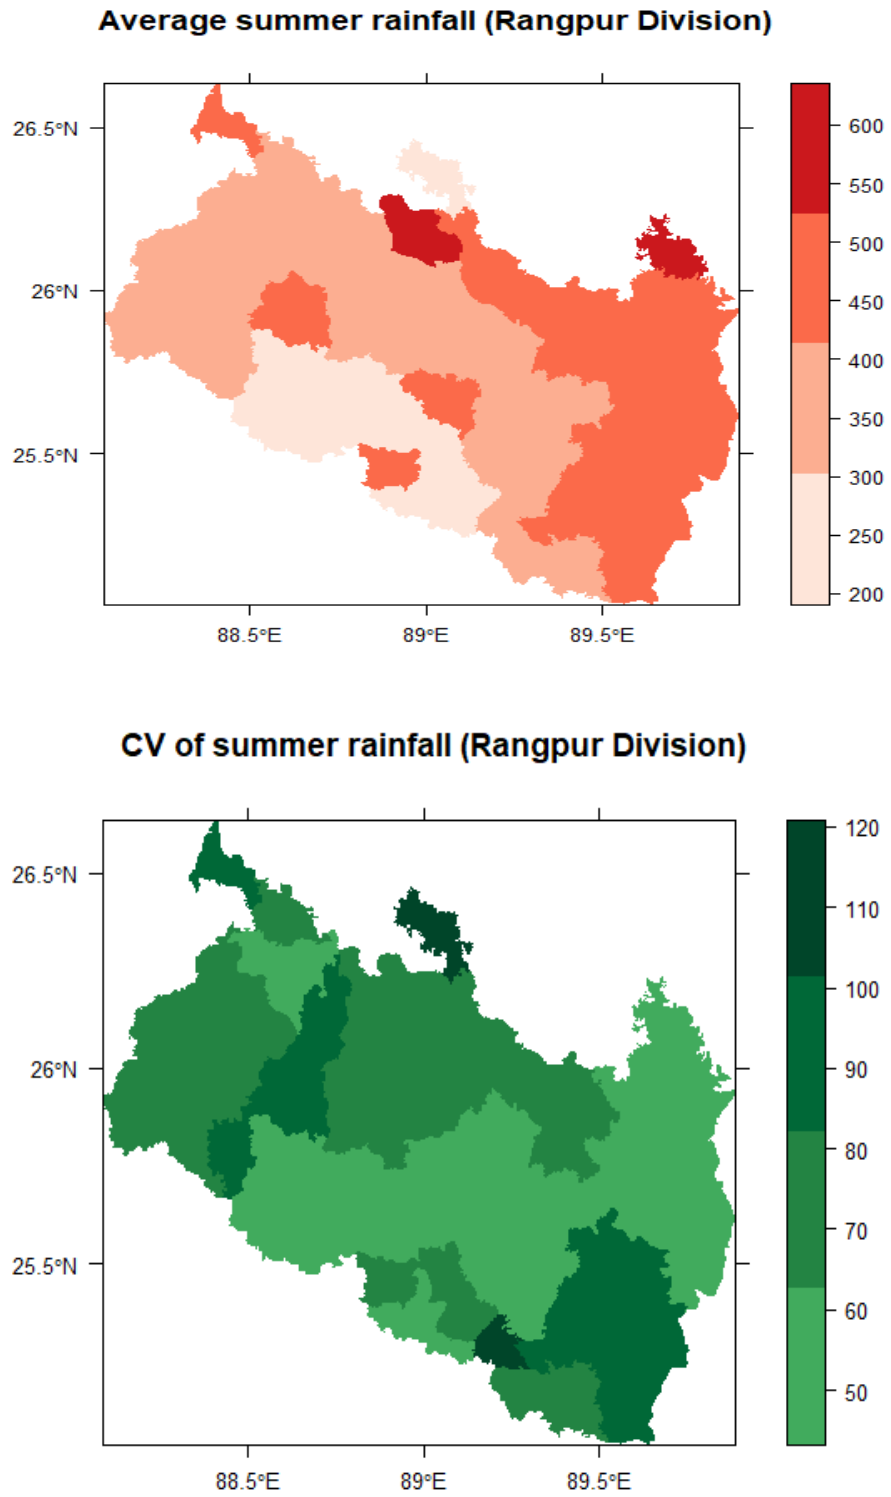 Average summer rainfall (Rangpur Division)
26.5°N
26°N
25.5°N
88.5°E
89°E
89.5°E
600
550
500
450
400
350
300
250
200
CV of summer rainfall (Rangpur Division)
26.5°N
26°N
25.5°N
88.5°E
89°E
89.5°E
120
110
100
90
80
70
60
50